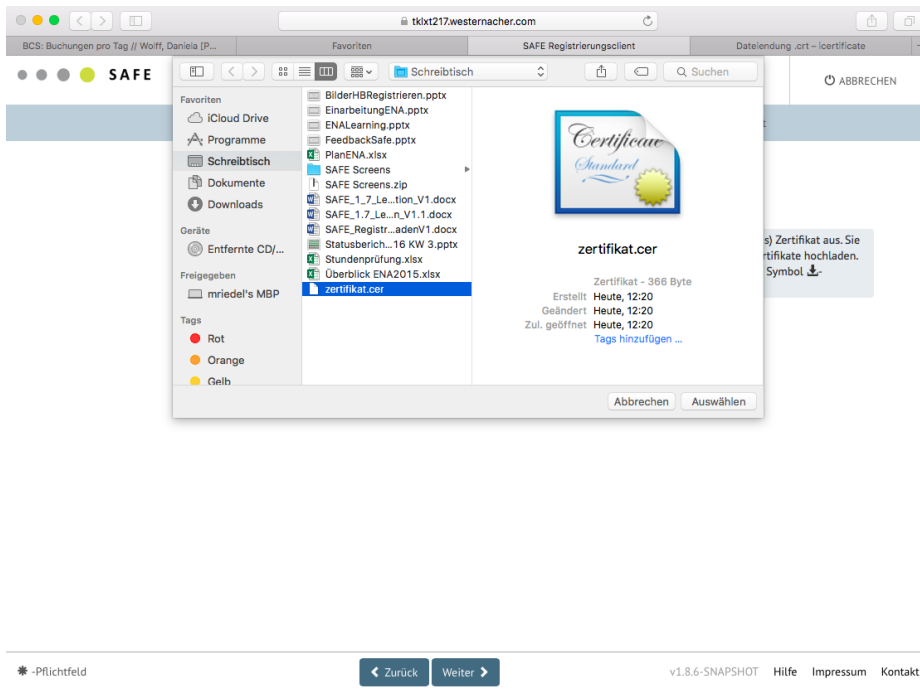 tklxt217.westernacher.com
BCS: Buchungen pro Tag // Wolff, Daniela [P...
Favoriten
SAFE Registrierungsclient
Dateiendung .crt – icertificate
SAFE
ABBRECHEN
Schreibtisch
Suchen
Favoriten
iCloud Drive
Programme
Schreibtisch
Dokumente
Downloads
Geräte
Entfernte CD/...
Freigegeben
mriedel's MBP
Tags
Rot
Orange
Gelb
BilderHBRegistrieren.pptx
EinarbeitungENA.pptx
ENALearning.pptx
FeedbackSafe.pptx
PlanENA.xlsx
SAFE Screens
SAFE Screens.zip
SAFE_1_7_Le...tion_V1.docx
SAFE_1.7_Le...n_V1.1.docx
SAFE_Registr...adenV1.docx
Statusberich...16 KW 3.pptx
Stundenprüfung.xlsx
Überblick ENA2015.xlsx
zertifikat.cer
Certificate
Standard
zertifikat.cer
Zertifikat - 366 Byte
Erstellt Heute, 12:20
Geändert Heute, 12:20
Zul. geöffnet Heute, 12:20
Tags hinzufügen ...
Abbrechen Auswählen
s) Zertifikat aus. Sie
rtifikate hochladen.
Symbol -
-Pflichtfeld
Zurück
Weiter
v1.8.6-SNAPSHOT Hilfe Impressum Kontakt